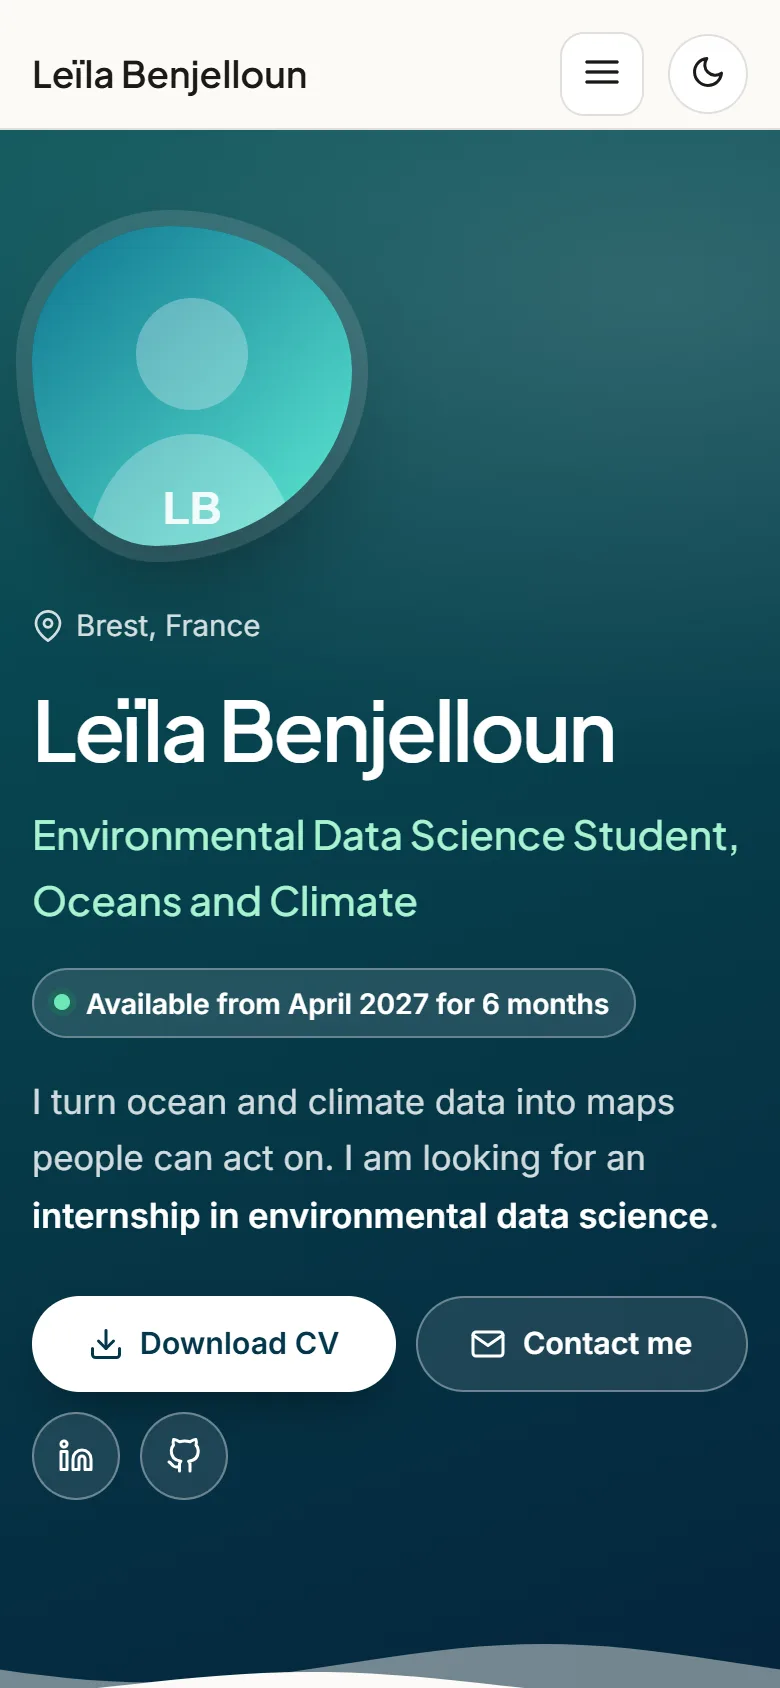 Leïla Benjelloun
LB
Brest, France
Leïla Benjelloun
Environmental Data Science Student,
Oceans and Climate
Available from April 2027 for 6 months
I turn ocean and climate data into maps
people can act on. I am looking for an
internship in environmental data science.
Download CV
Contact me
in